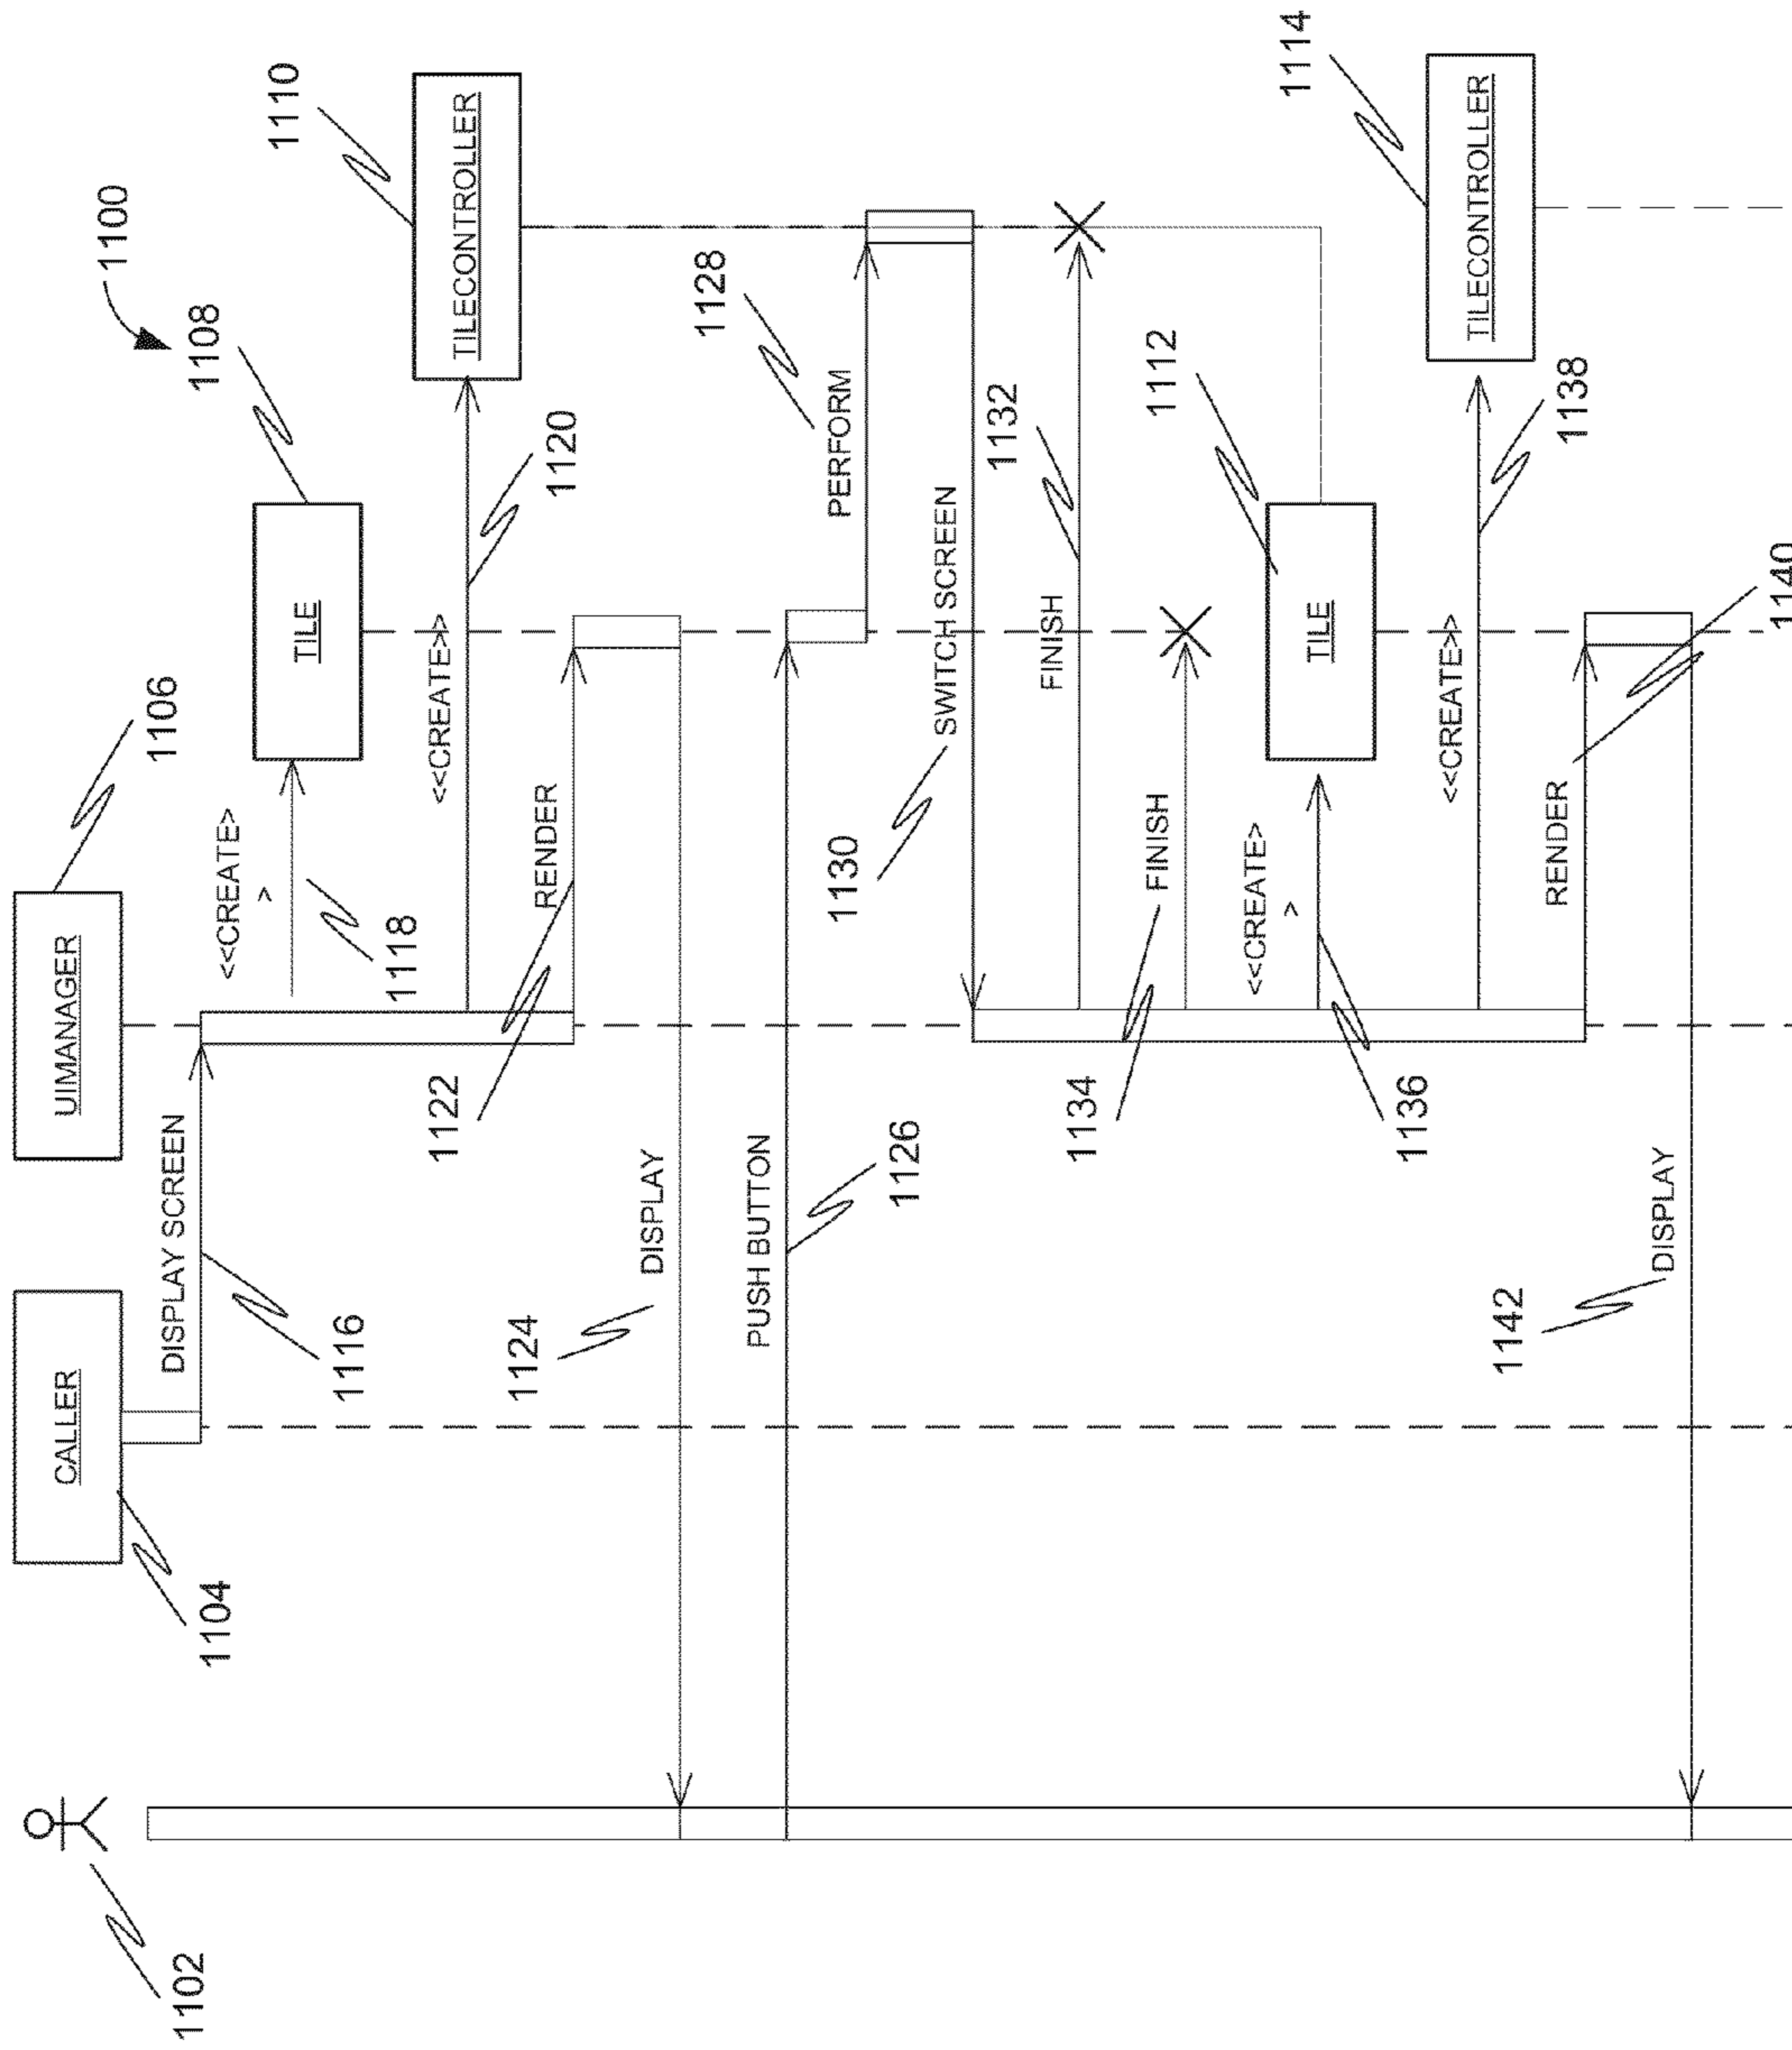 1100
1102
1104
CALLER
UIMANAGER
1106
DISPLAY SCREEN
1116
<<CREATE>
>
1118
TILE
1108
<<CREATE>>
1120
TILECONTROLLER
1110
1122
RENDER
1124
DISPLAY
PUSH BUTTON
1126
PERFORM
1128
1130
SWITCH SCREEN
FINISH
1132
1134
FINISH
<<CREATE>
>
1136
TILE
1112
<<CREATE>>
1138
TILECONTROLLER
1114
RENDER
1140
1142
DISPLAY